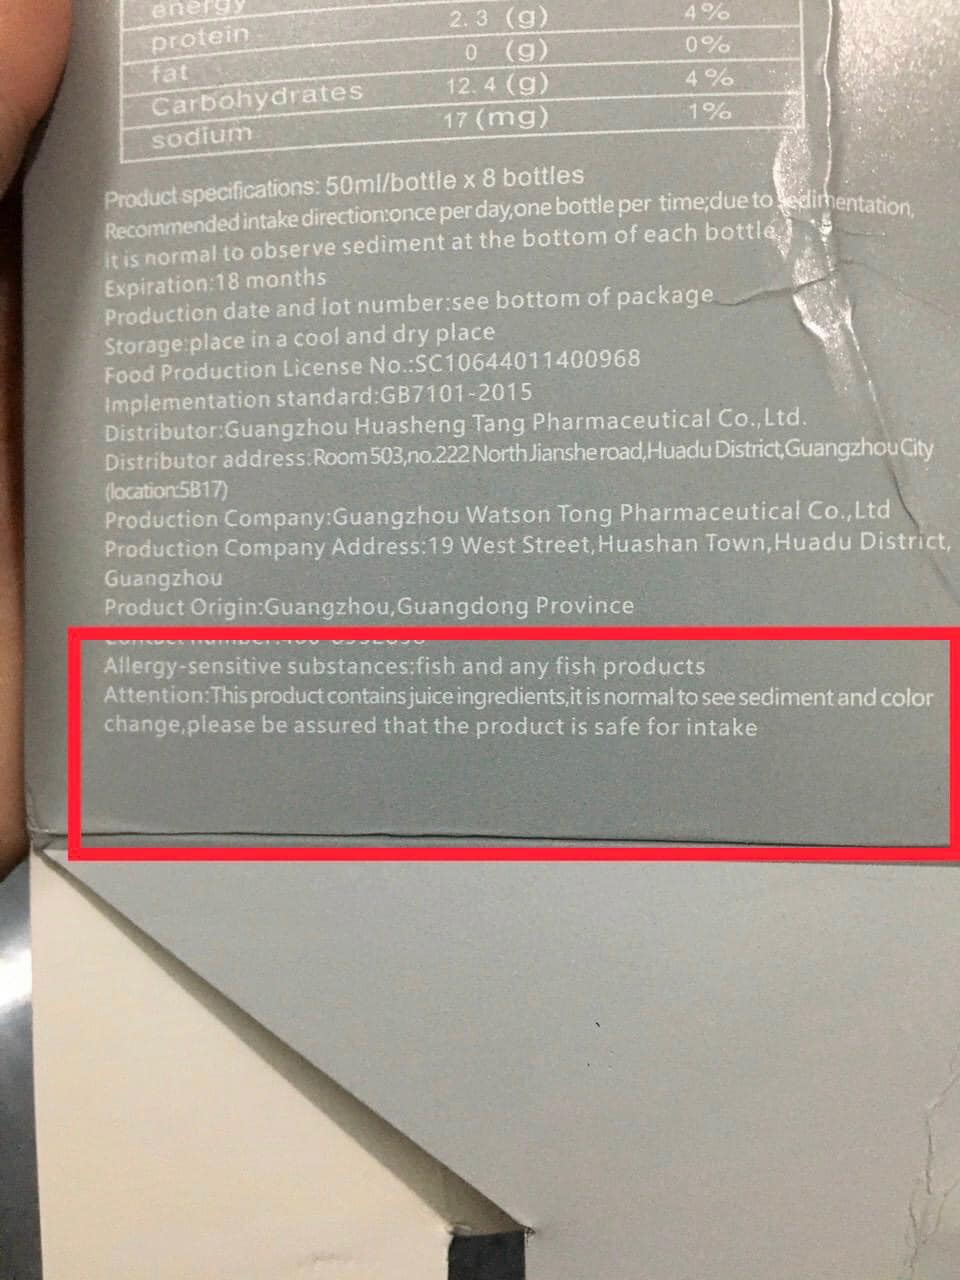 energy
protein 2.3 (g) 4%
fat 0 (g) 0%
Carbohydrates 12.4 (g) 4%
sodium 17 (mg) 1%
Product specifications: 50ml/bottle x 8 bottles
Recommended intake direction:once per day,one bottle per time;due to sedimentation,
it is normal to observe sediment at the bottom of each bottle
Expiration:18 months
Production date and lot number:see bottom of package
Storage:place in a cool and dry place
Food Production License No.:SC10644011400968
Implementation standard:GB7101-2015
Distributor:Guangzhou Huasheng Tang Pharmaceutical Co.,Ltd.
Distributor address:Room 503,no.222 North Jianshe road,Huadu District,Guangzhou City
(location:5B17)
Production Company:Guangzhou Watson Tong Pharmaceutical Co.,Ltd
Production Company Address:19 West Street,Huashan Town,Huadu District,
Guangzhou
Product Origin:Guangzhou,Guangdong Province
Contact number:
Allergy-sensitive substances:fish and any fish products
Attention:This product contains juice ingredients,it is normal to see sediment and color
change,please be assured that the product is safe for intake